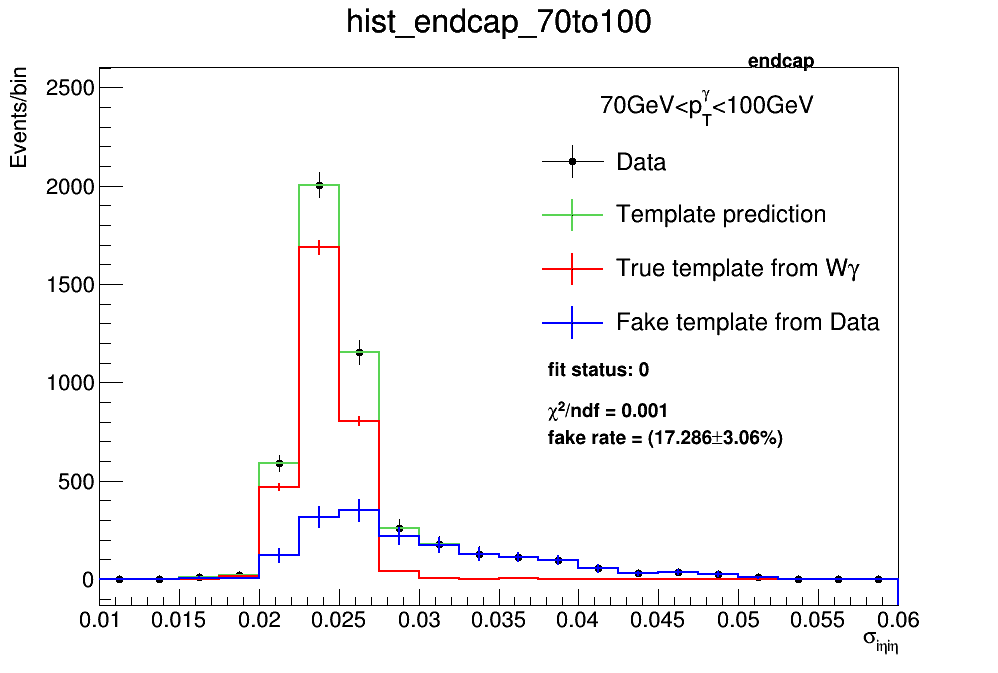 hist_endcap_70to100
endcap
Events/bin
70GeV<p_T^γ<100GeV
Data
Template prediction
True template from Wγ
Fake template from Data
fit status: 0
χ²/ndf = 0.001
fake rate = (17.286±3.06%)
2500
2000
1500
1000
500
0
0.01 0.015 0.02 0.025 0.03 0.035 0.04 0.045 0.05 0.055 0.06
σiηiη